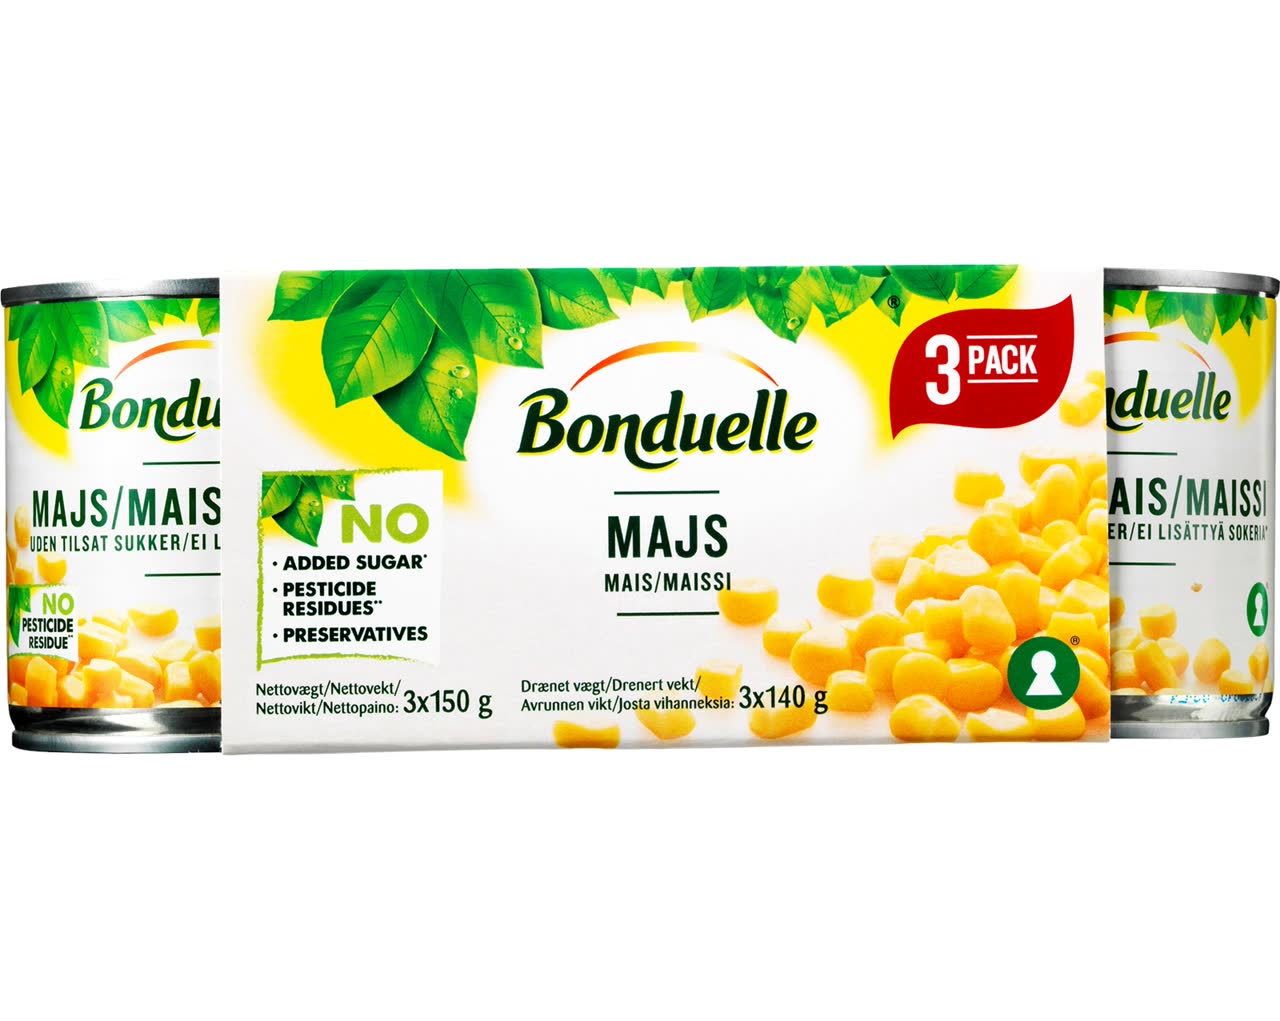 Bondu
MAJS/MAIS
UDEN TILSAT SUKKER/EI L
NO
PESTICIDE
RESIDUE**
®
3 PACK
Bonduelle
MAJS
MAIS/MAISSI
NO
· ADDED SUGAR*
· PESTICIDE
RESIDUES**
· PRESERVATIVES
Nettovægt/Nettovekt/
Nettovikt/Nettopaino: 3x150 g
Drænet vægt/Drenert vekt/
Avrunnen vikt/Josta vihanneksia: 3x140 g
®
duelle
AIS/MAISSI
ER/EI LISÄTTYÄ SOKERIA*